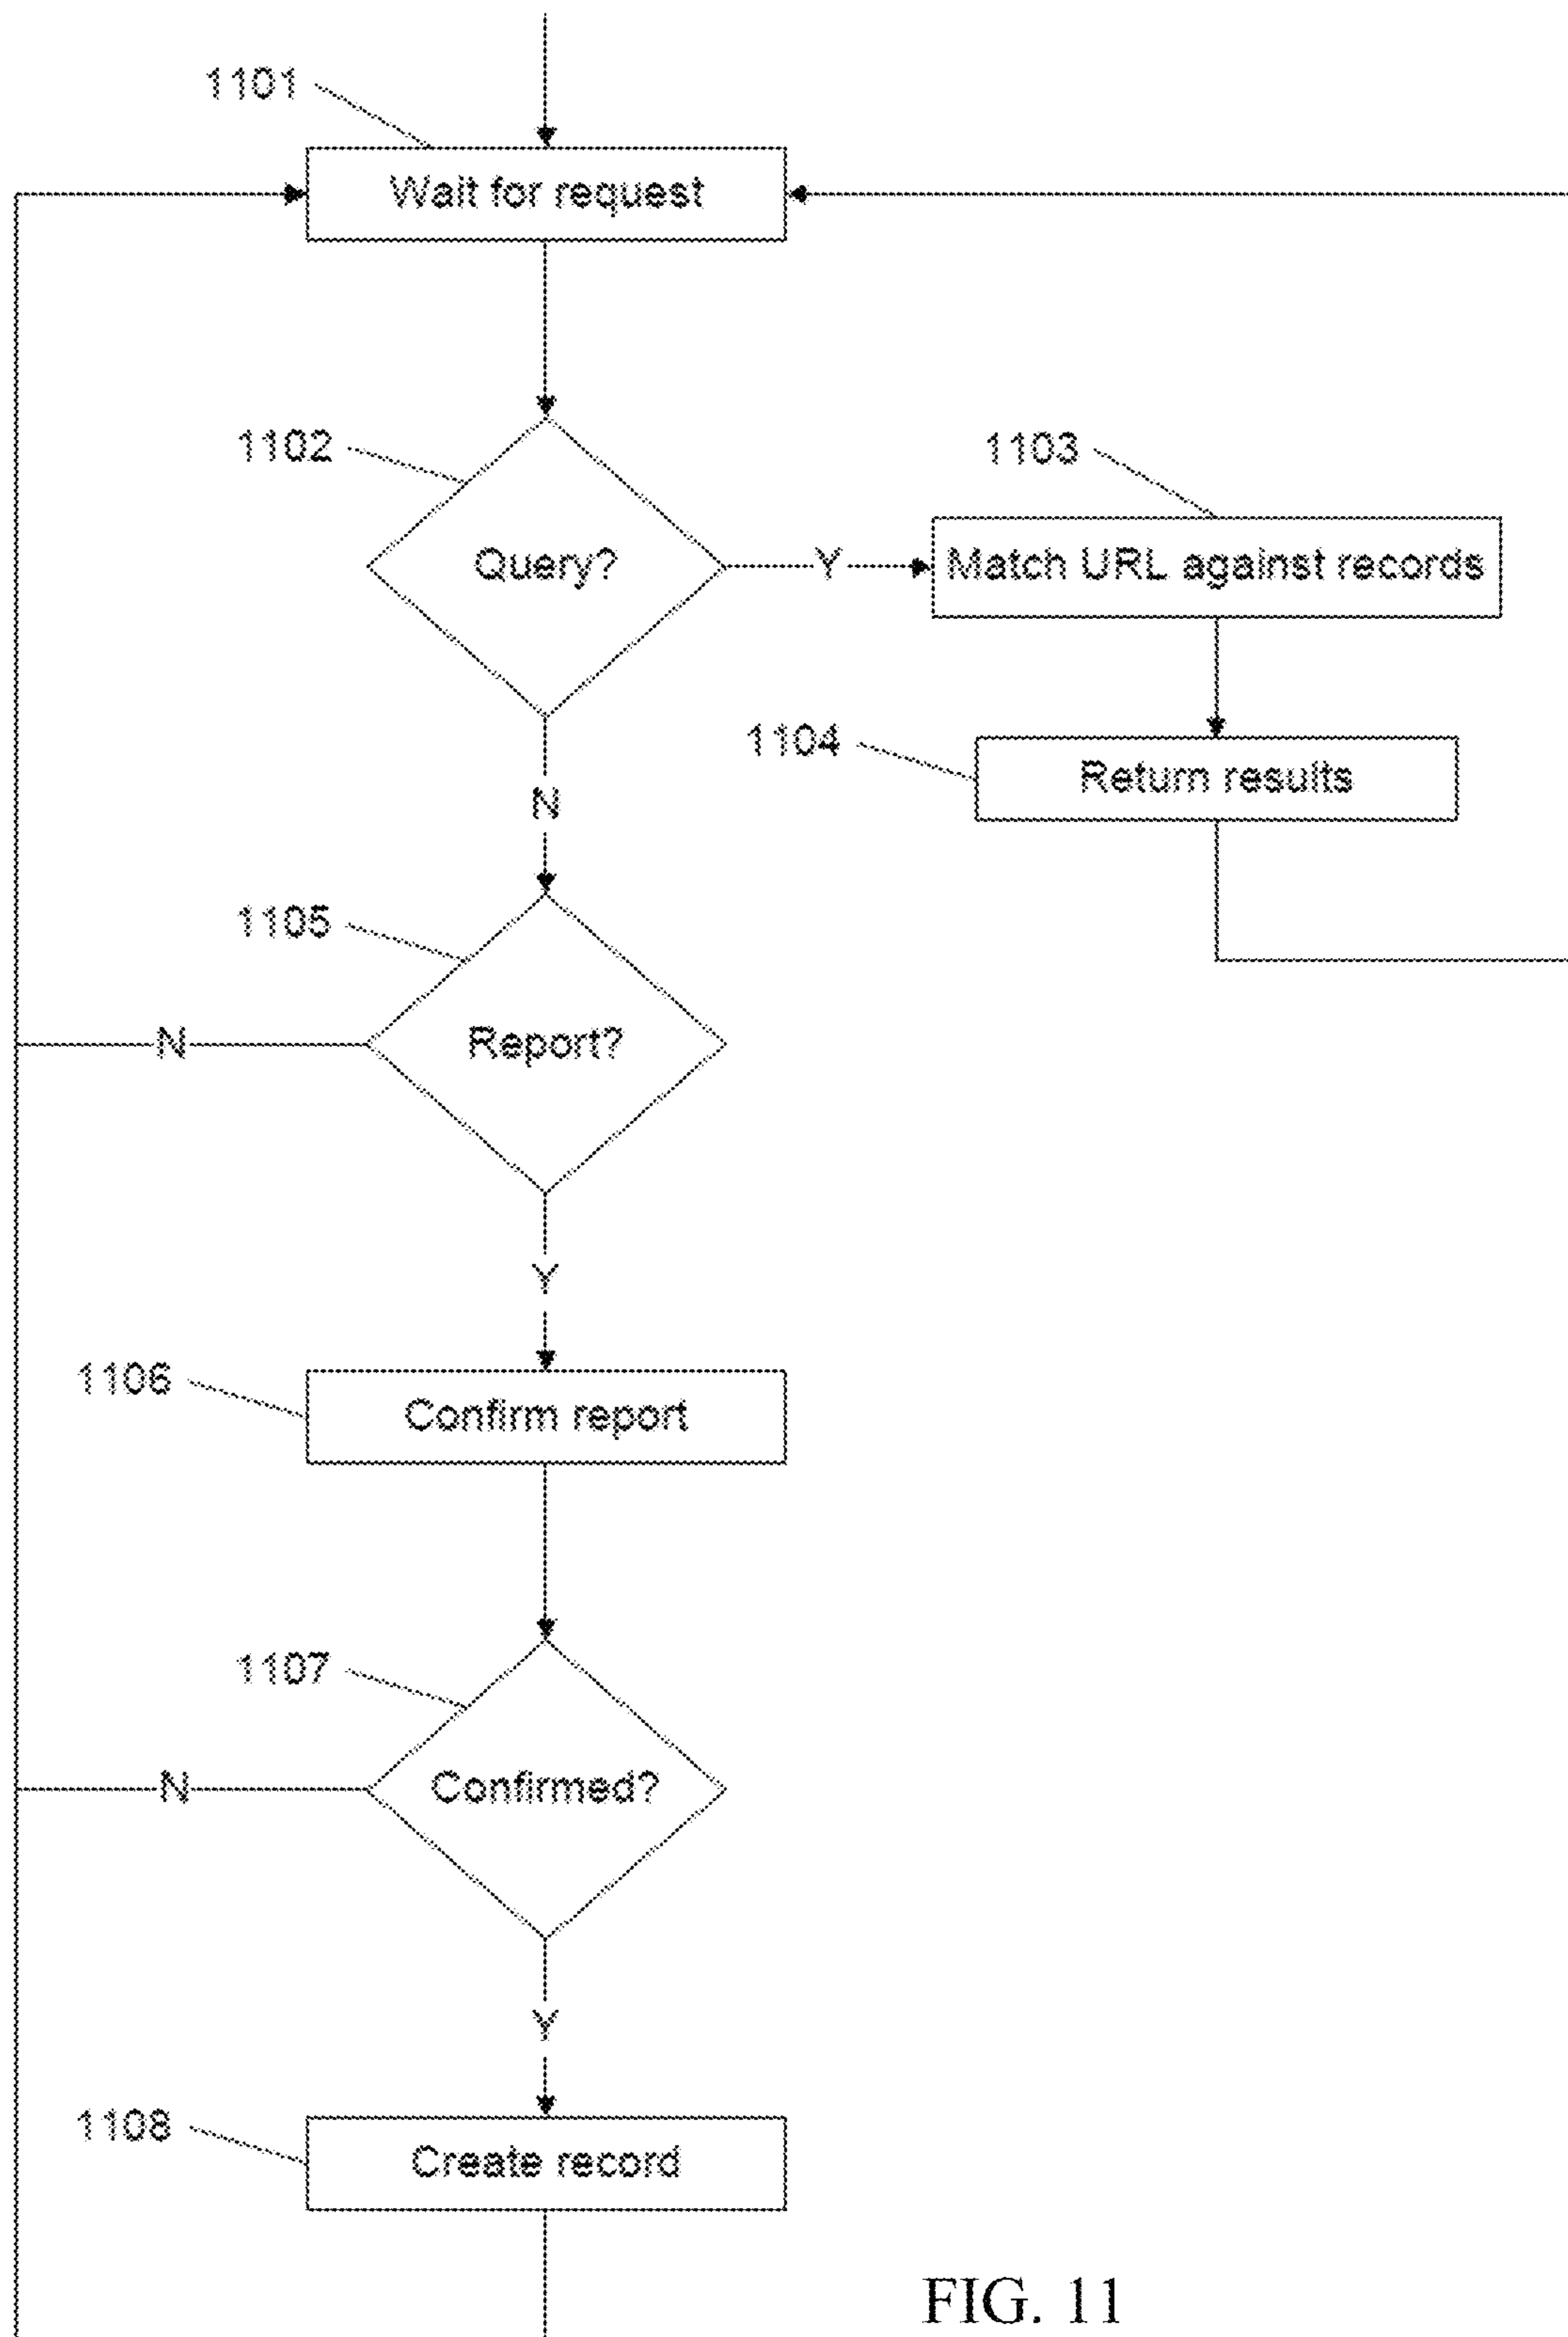 1101
Wait for request
1102
1103
Query?
Y
Match URL against records
1104
Return results
N
1105
N
Report?
Y
1106
Confirm report
1107
N
Confirmed?
Y
1108
Create record
FIG. 11